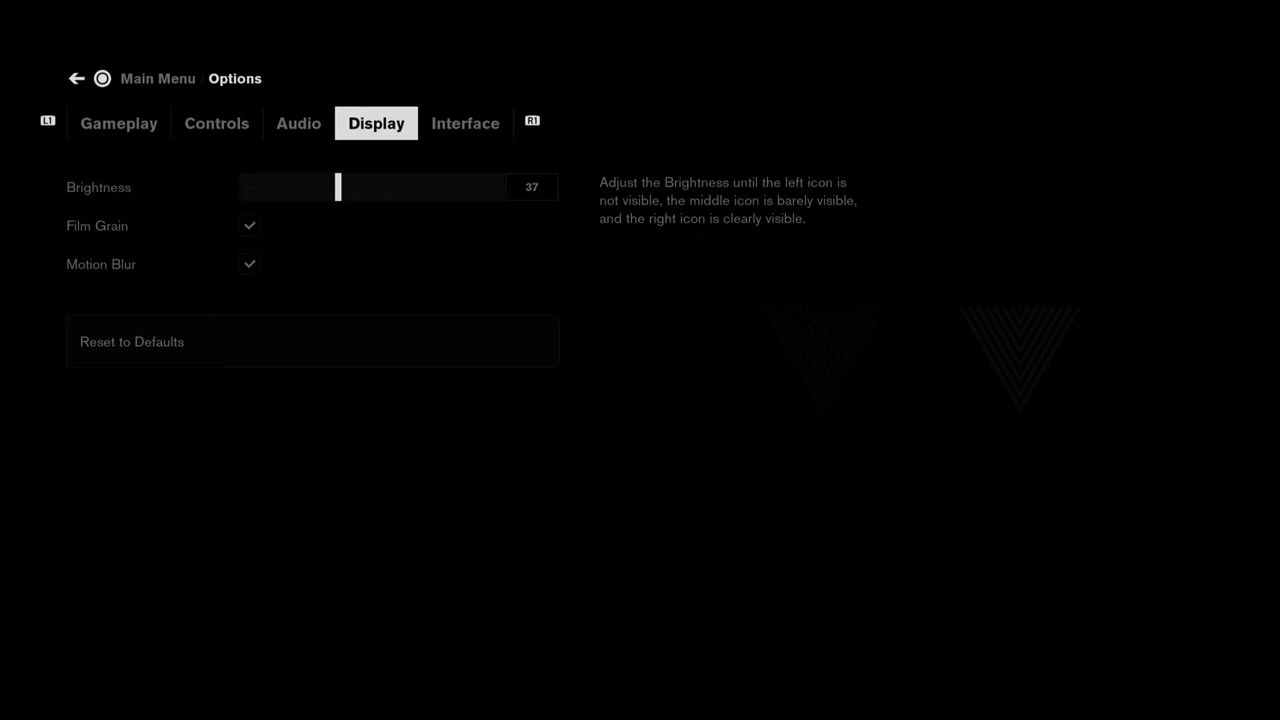 Main Menu Options
L1 Gameplay Controls Audio Display Interface R1
Brightness 37
Film Grain
Motion Blur
Reset to Defaults
Adjust the Brightness until the left icon is
not visible, the middle icon is barely visible,
and the right icon is clearly visible.